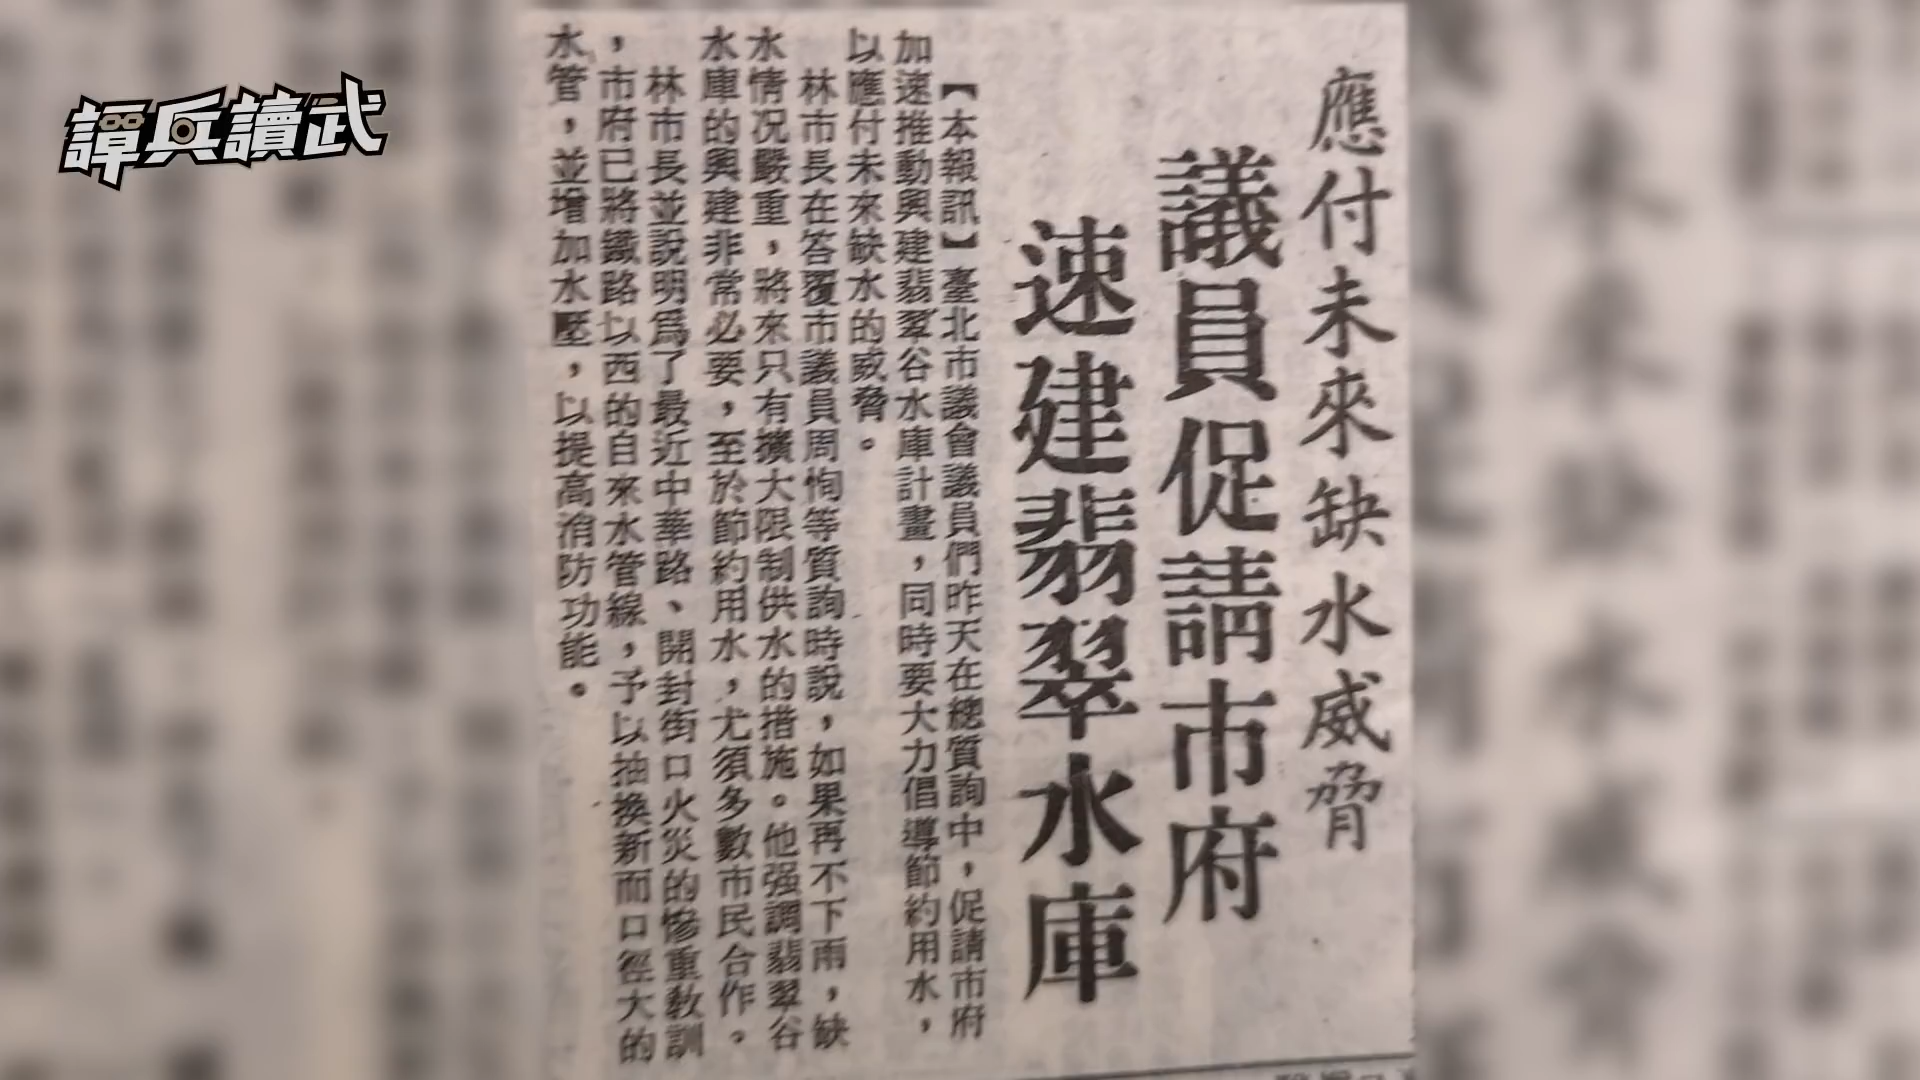 譚兵讀武
應付未來缺水威脅
議員促請市府
速建翡翠水庫
【本報訊】臺北市議會議員們昨天在總質詢中，促請市府
加速推動興建翡翠谷水庫計畫，同時要大力倡導節約用水，
以應付未來缺水的威脅。
林市長在答覆市議員周恂等質詢時說，如果再不下雨，缺
水情況嚴重，將來只有擴大限制供水的措施。他强調翡翠谷
水庫的興建非常必要，至於節約用水，尤須多數市民合作。
林市長並說明爲了最近中華路、開封街口火災的慘重教訓
，市府已將鐵路以西的自來水管線，予以抽換新而口徑大的
水管，並增加水壓，以提高消防功能。